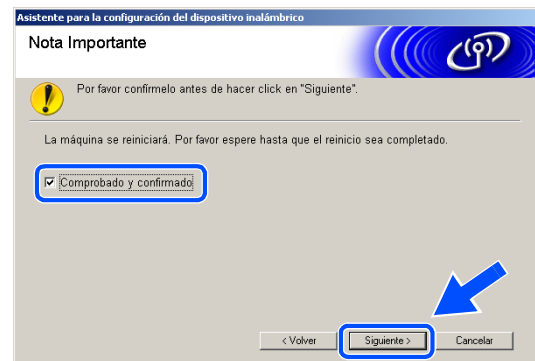 Asistente para la configuración del dispositivo inalámbrico
Nota Importante
Por favor confírmelo antes de hacer click en "Siguiente".
La máquina se reiniciará. Por favor espere hasta que el reinicio sea completado.
Comprobado y confirmado
< Volver
Siguiente >
Cancelar